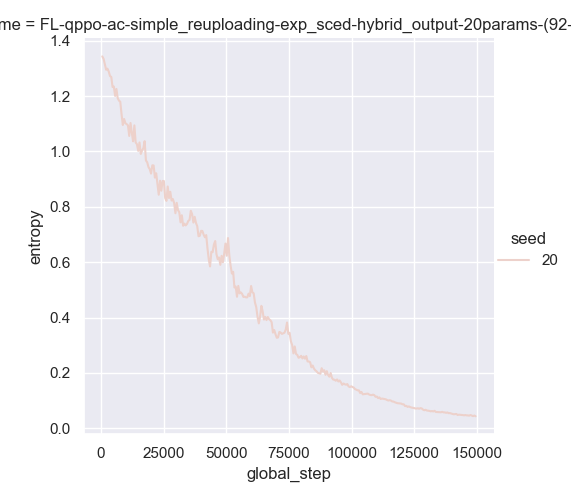 me = FL-qppo-ac-simple_reuploading-exp_sced-hybrid_output-20params-(92-
1.4
1.2
1.0
0.8
0.6
0.4
0.2
0.0
entropy
0 25000 50000 75000 100000 125000 150000
global_step
seed
20